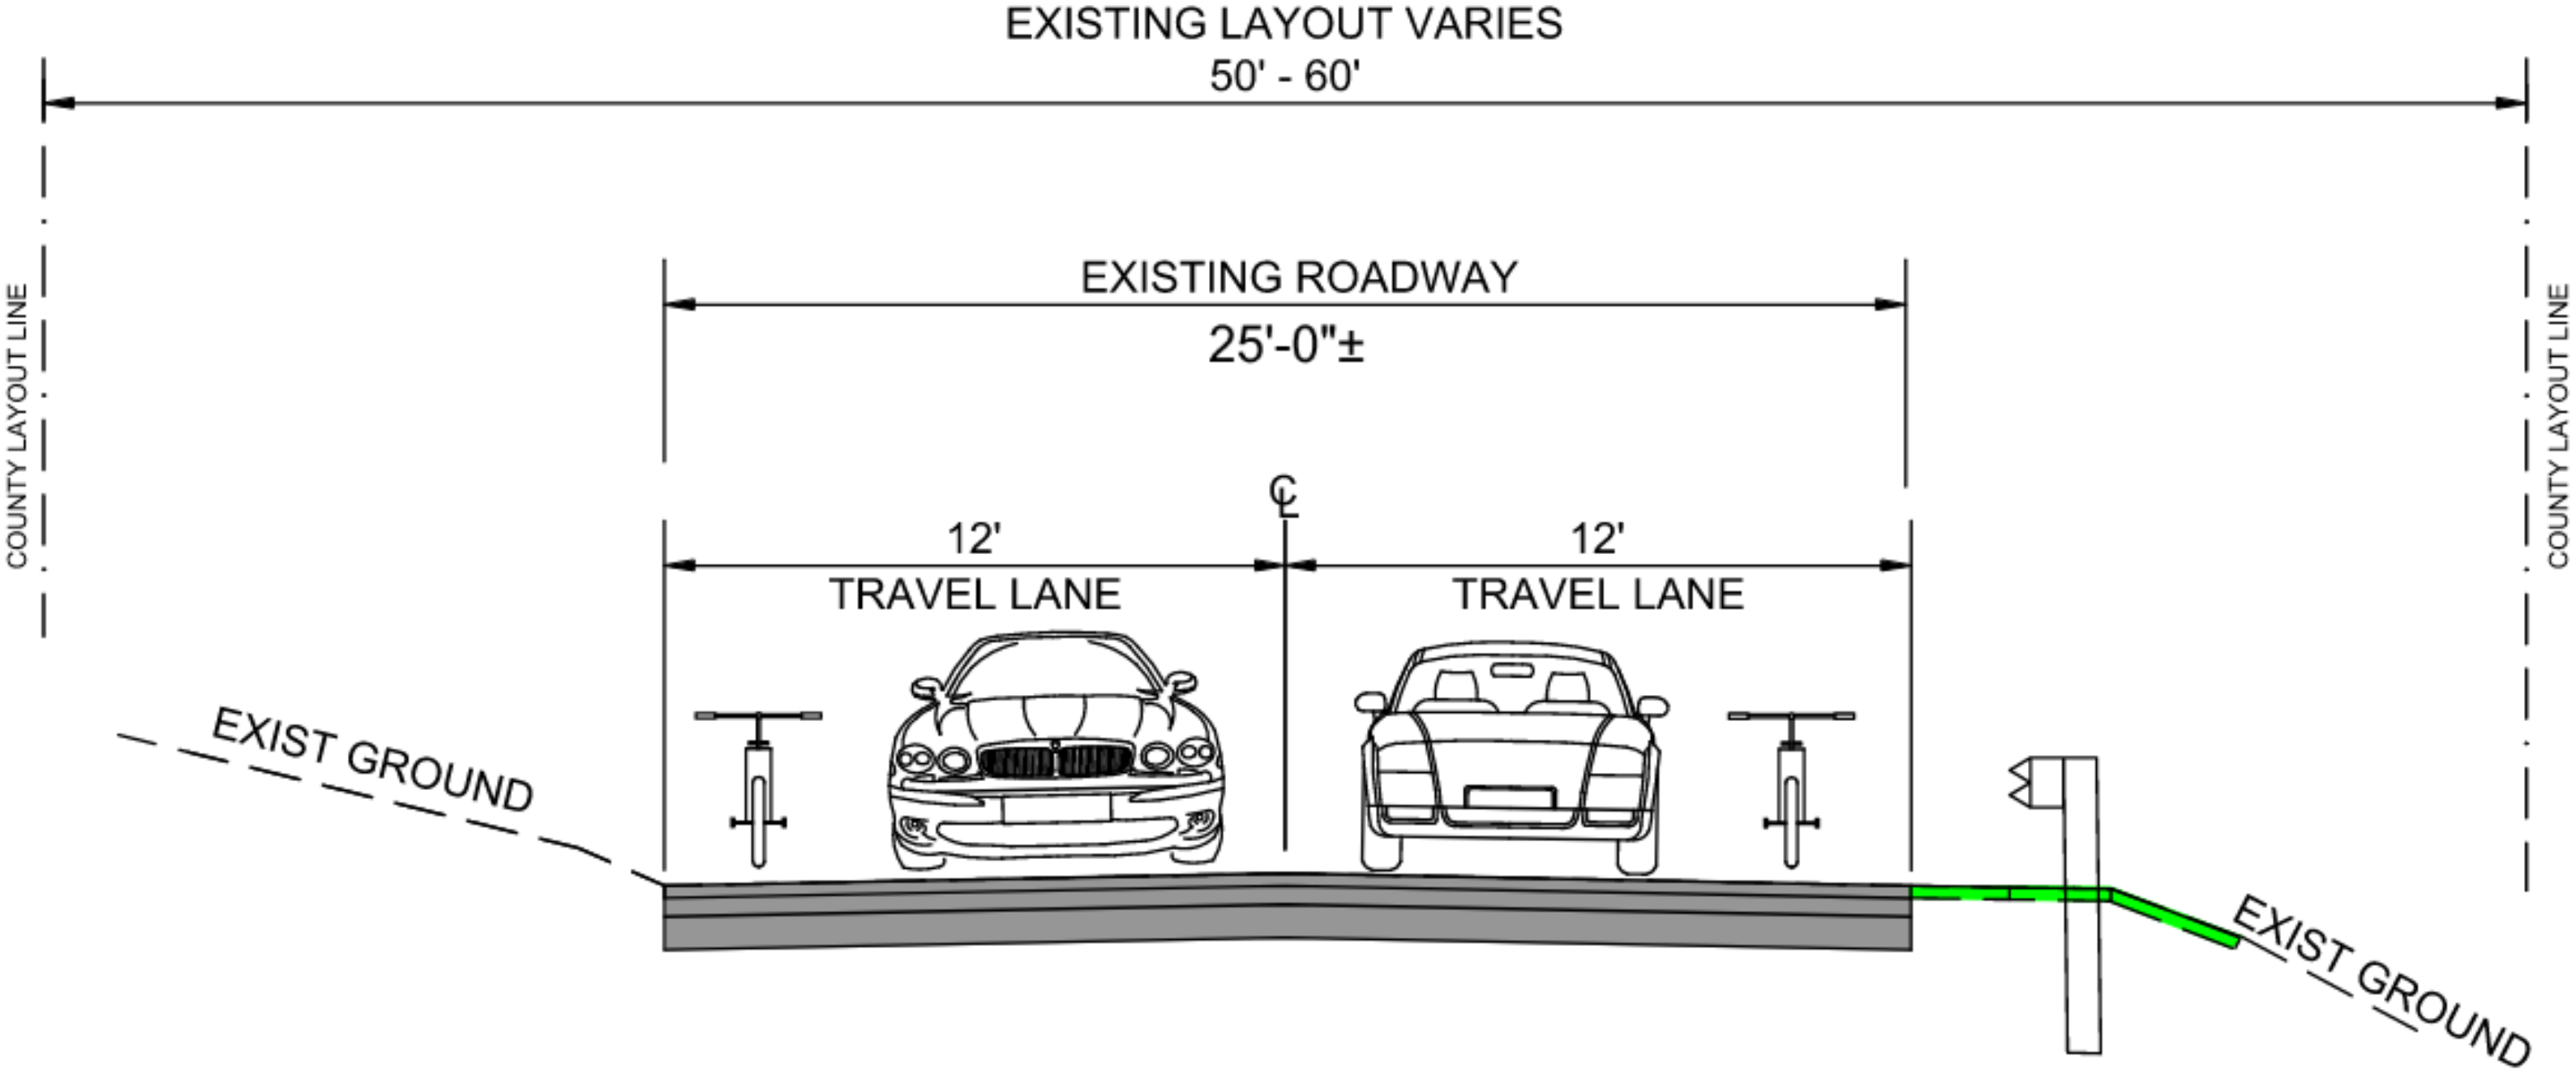 EXISTING LAYOUT VARIES
50' - 60'
COUNTY LAYOUT LINE
COUNTY LAYOUT LINE
EXISTING ROADWAY
25'-0"±
℄
12'
12'
TRAVEL LANE
TRAVEL LANE
EXIST GROUND
EXIST GROUND